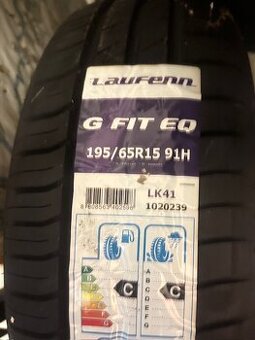 LAUFENN
G FIT EQ
195/65R15 91H
LK41
1020239
C
C
A
B
C
D
E
F
G